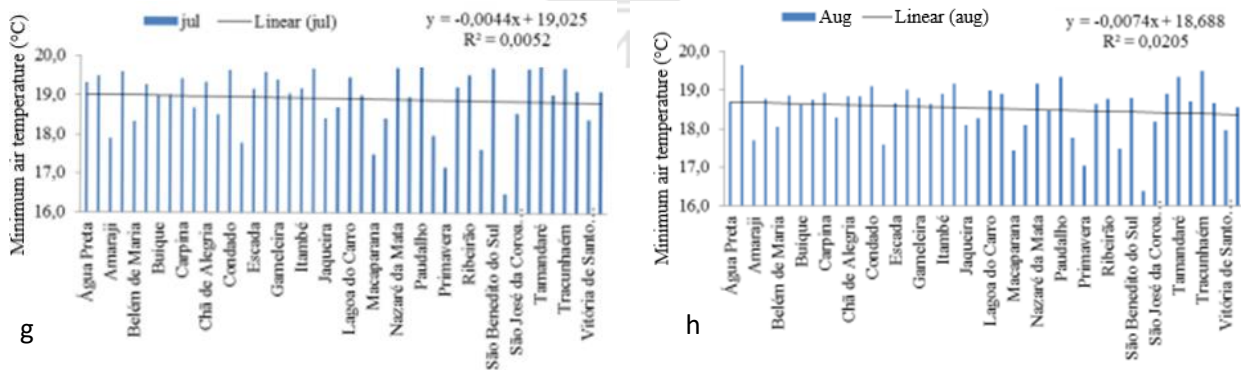 jul Linear (jul)
y = -0,0044x + 19,025
R² = 0,0052
Minimum air temperature (°C)
20,0
19,0
18,0
17,0
16,0
Água Preta
Amaraji
Belém de Maria
Buique
Carpina
Chã de Alegria
Condado
Escada
Gameleira
Itambé
Jaqueira
Lagoa do Carro
Macaparana
Nazaré da Mata
Paudalho
Primavera
Ribeirão
São Benedito do Sul
São José da Coroa…
Tamandaré
Tracunhaém
Vitória de Santo…
g
Aug Linear (aug)
y = -0,0074x + 18,688
R² = 0,0205
Minimum air temperature (°C)
20,0
19,0
18,0
17,0
16,0
Água Preta
Amaraji
Belém de Maria
Buique
Carpina
Chã de Alegria
Condado
Escada
Gameleira
Itambé
Jaqueira
Lagoa do Carro
Macaparana
Nazaré da Mata
Paudalho
Primavera
Ribeirão
São Benedito do Sul
São José da Coroa…
Tamandaré
Tracunhaém
Vitória de Santo…
h